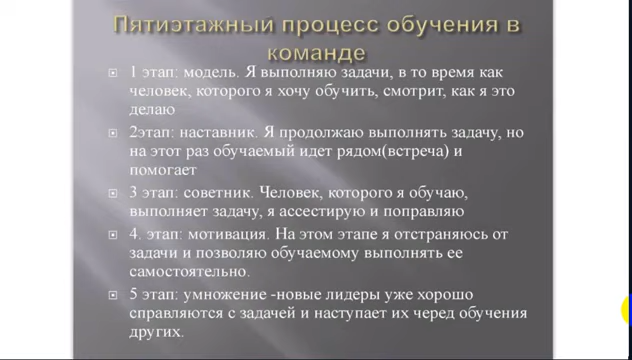 Пятиэтажный процесс обучения в
команде
1 этап: модель. Я выполняю задачи, в то время как
человек, которого я хочу обучить, смотрит, как я это
делаю
2этап: наставник. Я продолжаю выполнять задачу, но
на этот раз обучаемый идет рядом(встреча) и
помогает
3 этап: советник. Человек, которого я обучаю,
выполняет задачу, я ассестирую и поправляю
4. этап: мотивация. На этом этапе я отстраняюсь от
задачи и позволяю обучаемому выполнять ее
самостоятельно.
5 этап: умножение -новые лидеры уже хорошо
справляются с задачей и наступает их черед обучения
других.